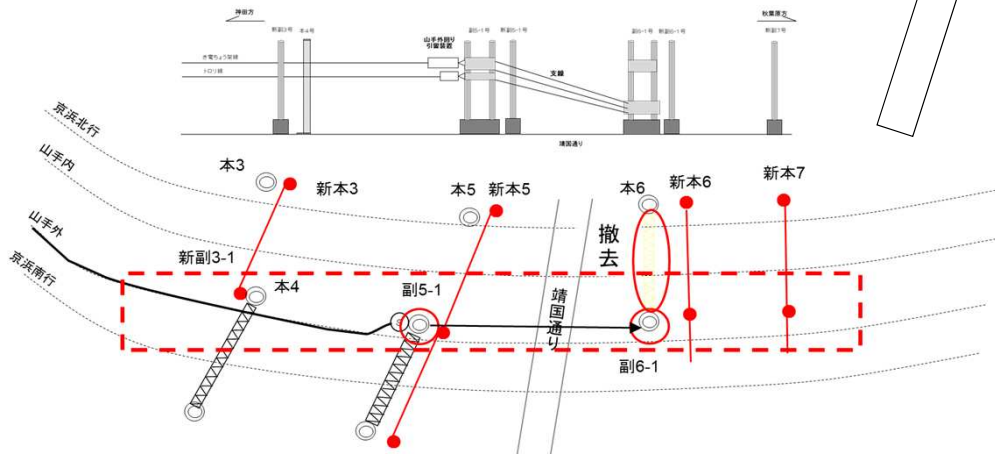 神田方
秋葉原方
新副3号
本4号
山手外回り
引留装置
副5-1号
新副5-1号
副6-1号
新副6-1号
新副7号
き電ちょう架線
トロリ線
支線
靖国通り
京浜北行
山手内
山手外
京浜南行
本3
新本3
本5
新本5
本6
新本6
新本7
撤去
新副3-1
本4
副5-1
靖国通り
副6-1